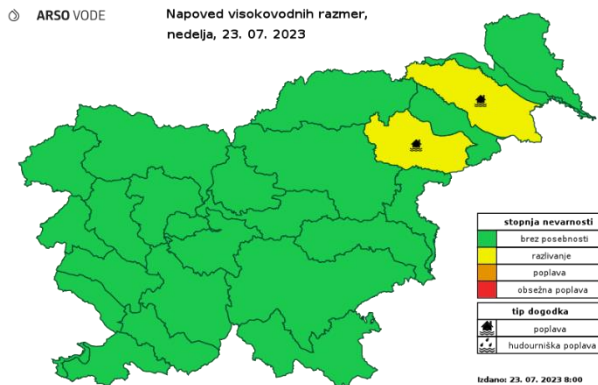 ARSO VODE
Napoved visokovodnih razmer,
nedelja, 23. 07. 2023
stopnja nevarnosti
brez posebnosti
razlivanje
poplava
obsežna poplava
tip dogodka
poplava
hudourniška poplava
Izdano: 23. 07. 2023 8:00